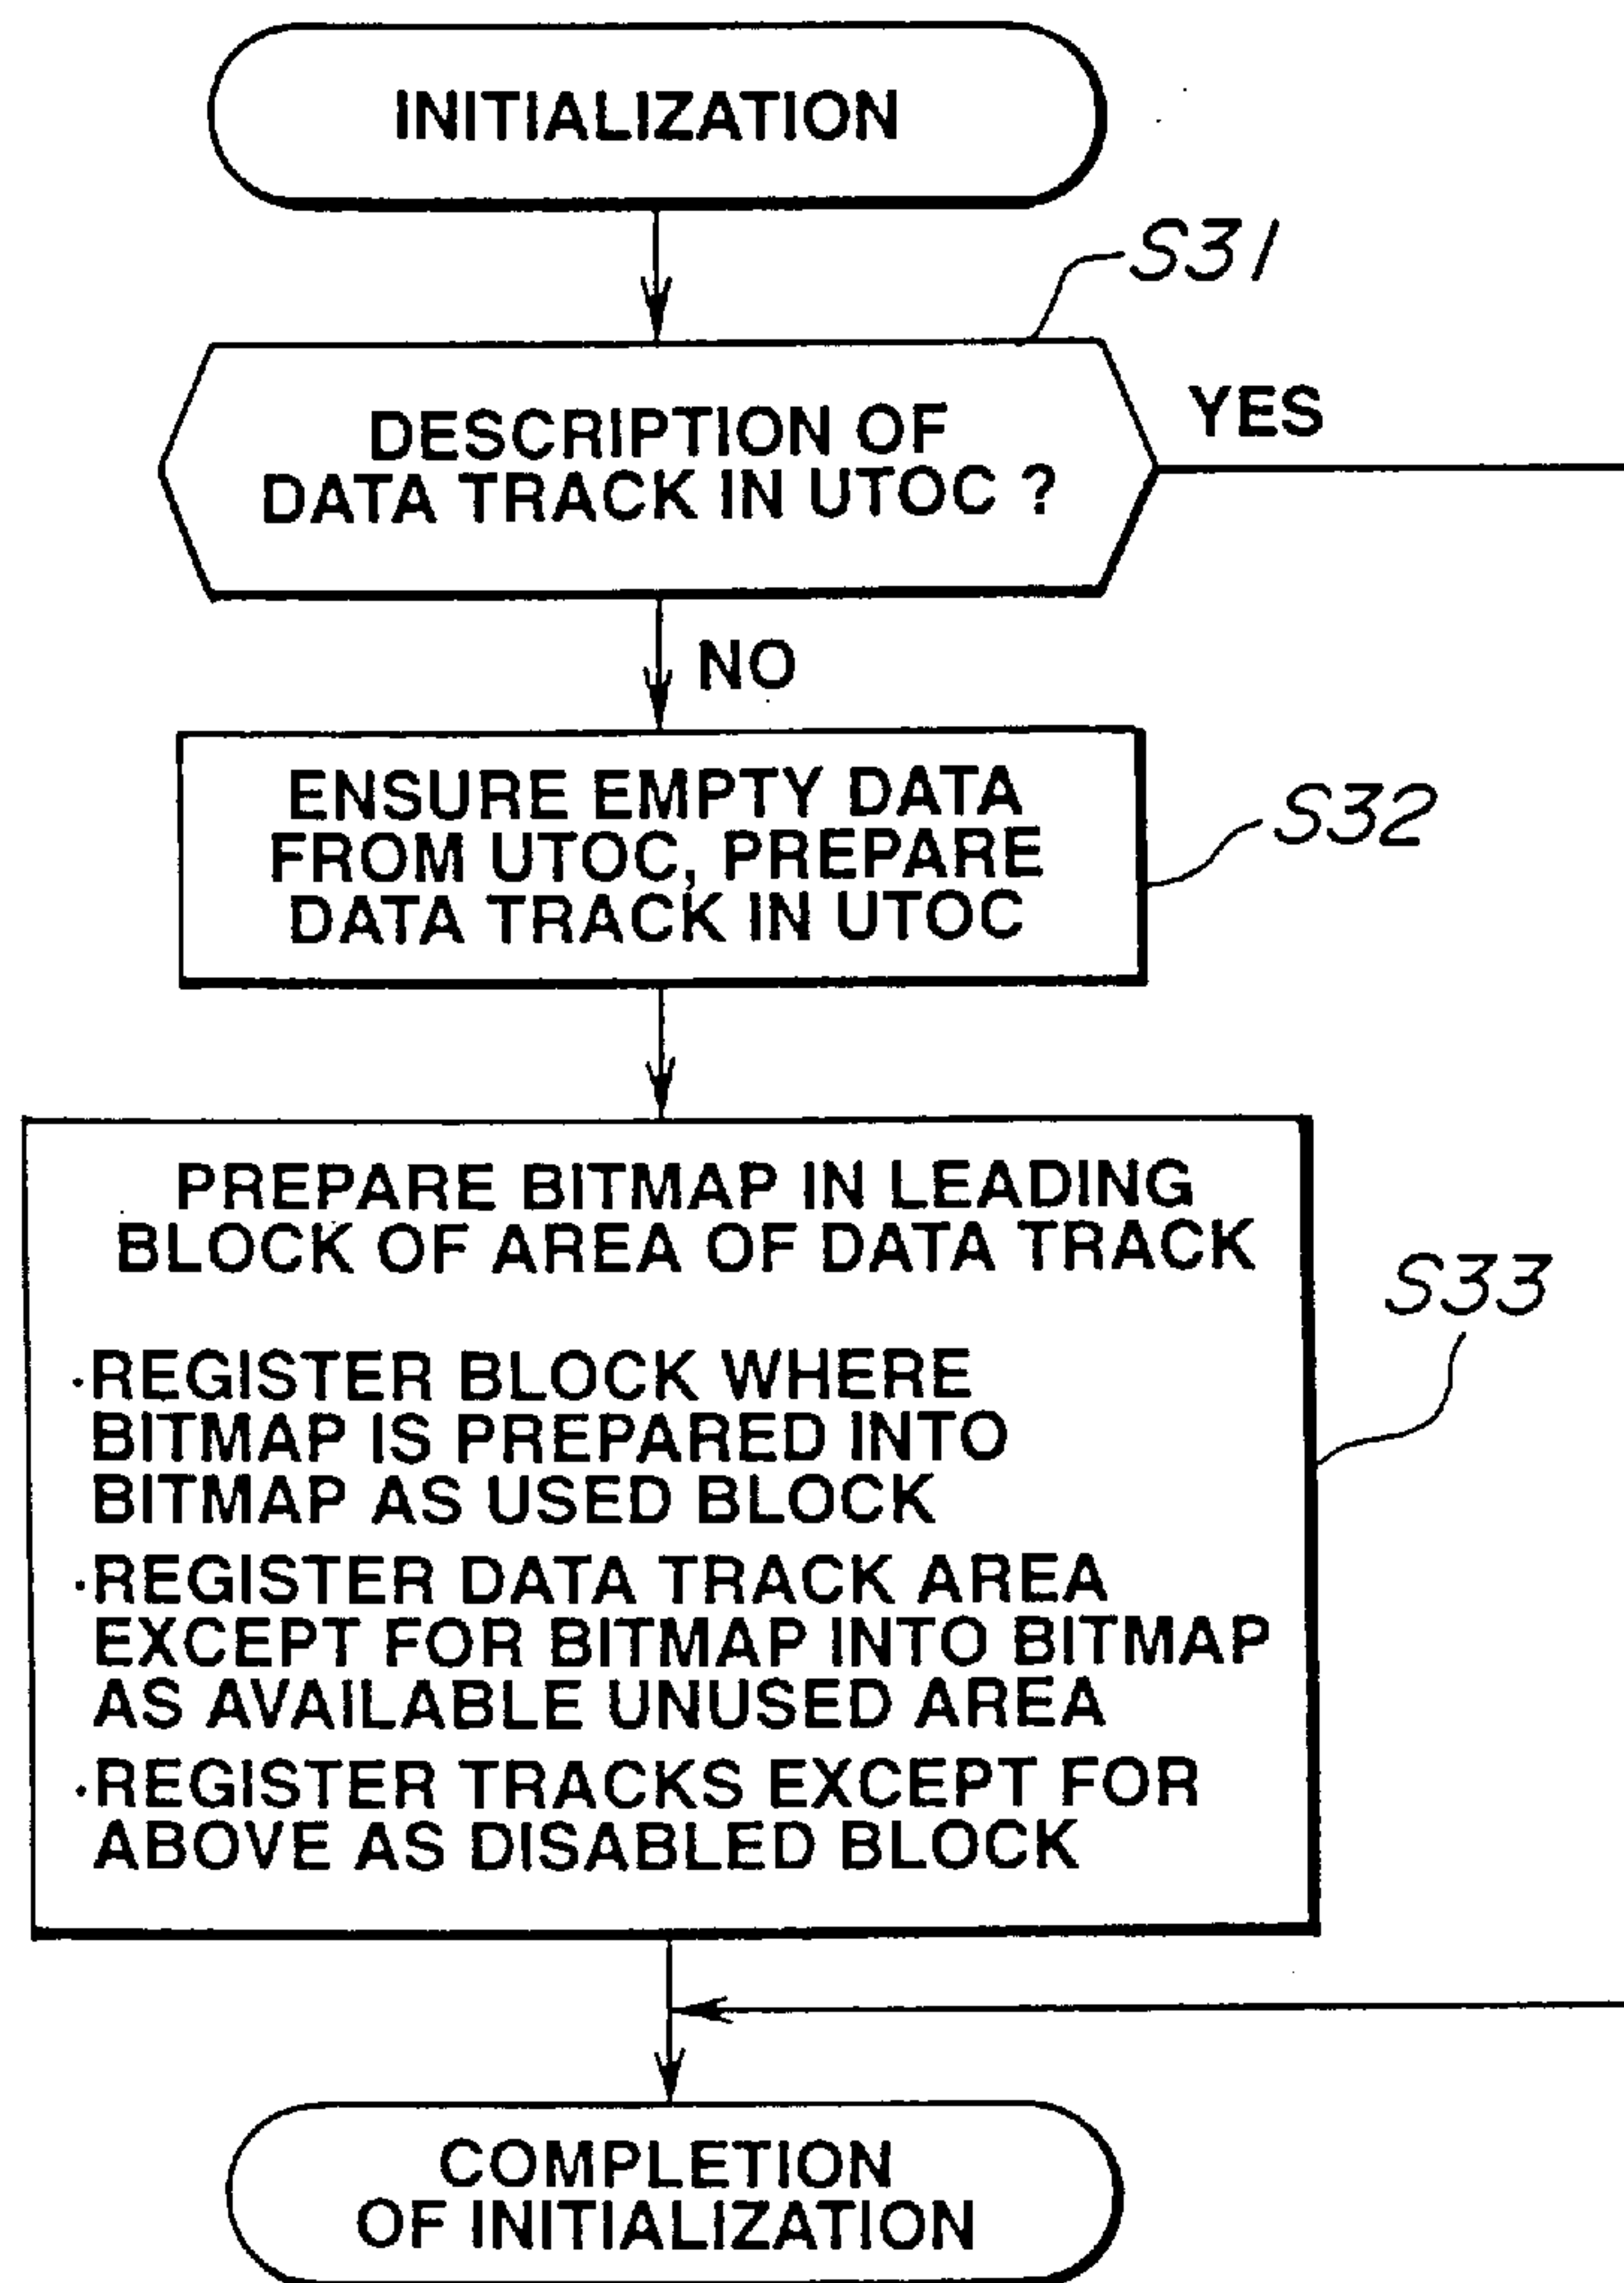 INITIALIZATION
S31
DESCRIPTION OF
DATA TRACK IN UTOC ?
YES
NO
ENSURE EMPTY DATA
FROM UTOC, PREPARE
DATA TRACK IN UTOC
S32
PREPARE BITMAP IN LEADING
BLOCK OF AREA OF DATA TRACK
S33
·REGISTER BLOCK WHERE
BITMAP IS PREPARED INTO
BITMAP AS USED BLOCK
·REGISTER DATA TRACK AREA
EXCEPT FOR BITMAP INTO BITMAP
AS AVAILABLE UNUSED AREA
·REGISTER TRACKS EXCEPT FOR
ABOVE AS DISABLED BLOCK
COMPLETION
OF INITIALIZATION